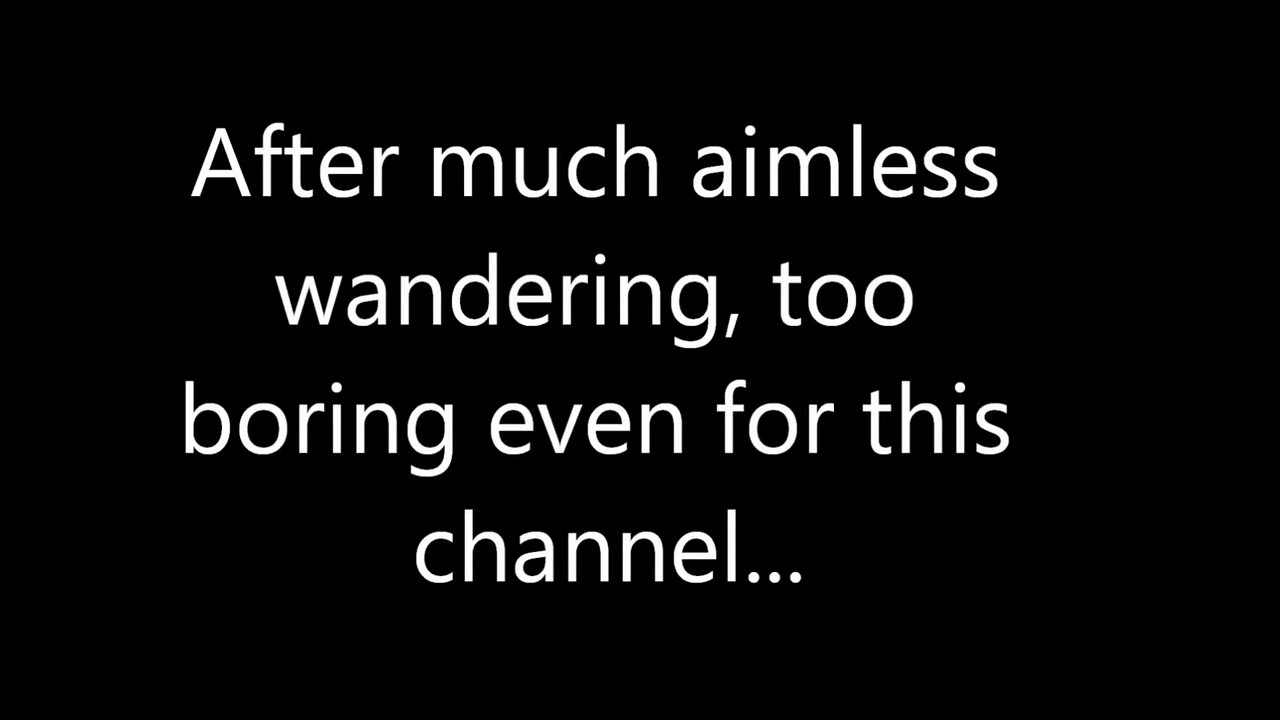 After much aimless
wandering, too
boring even for this
channel...